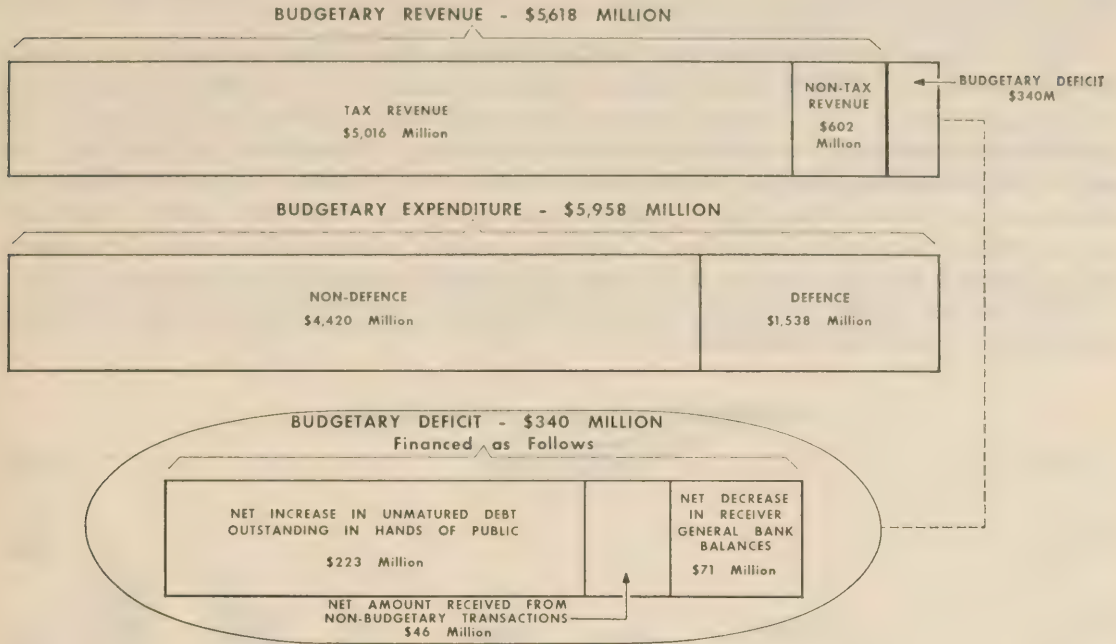 BUDGETARY REVENUE - $5,618 MILLION
TAX REVENUE
$5,016 Million
NON-TAX
REVENUE
$602
Million
BUDGETARY DEFICIT
$340M
BUDGETARY EXPENDITURE - $5,958 MILLION
NON-DEFENCE
$4,420 Million
DEFENCE
$1,538 Million
BUDGETARY DEFICIT - $340 MILLION
Financed as Follows
NET INCREASE IN UNMATURED DEBT
OUTSTANDING IN HANDS OF PUBLIC
$223 Million
NET DECREASE
IN RECEIVER
GENERAL BANK
BALANCES
$71 Million
NET AMOUNT RECEIVED FROM
NON-BUDGETARY TRANSACTIONS
$46 Million